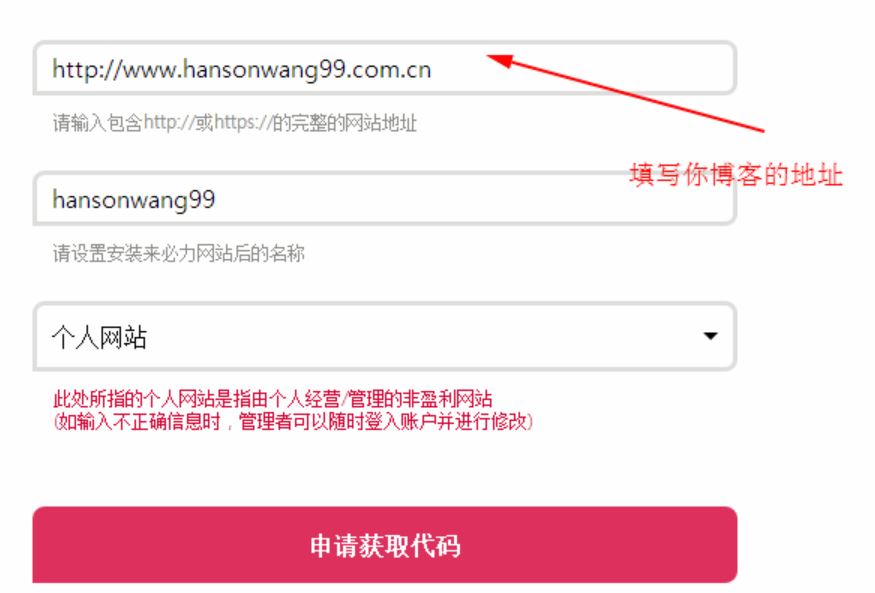 http://www.hansonwang99.com.cn
请输入包含http://或https://的完整的网站地址
填写你博客的地址
hansonwang99
请设置安装来必力网站后的名称
个人网站
此处所指的个人网站是指由个人经营/管理的非盈利网站
(如输入不正确信息时，管理者可以随时登入账户并进行修改)
申请获取代码